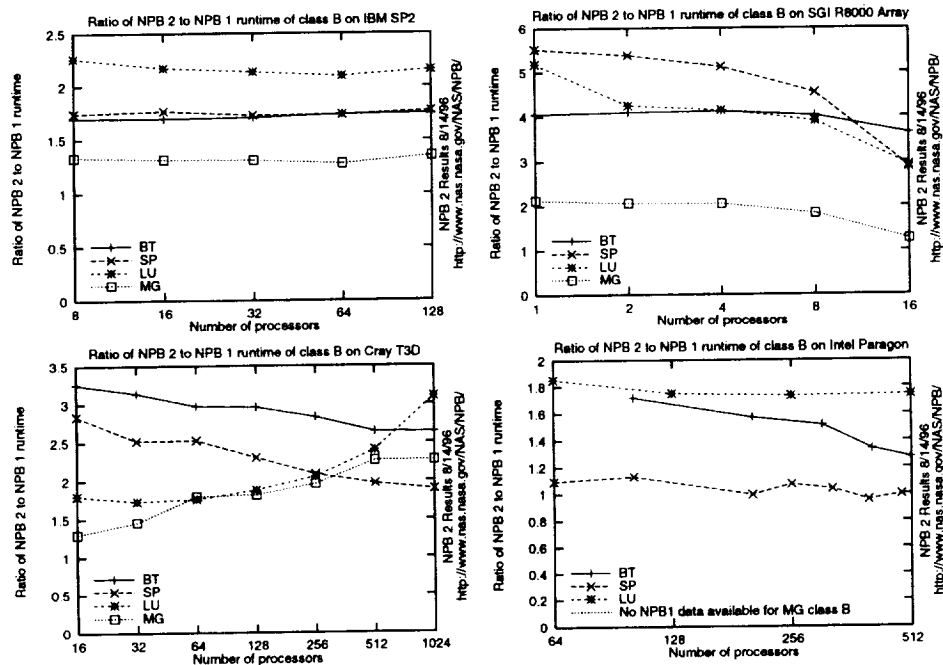 Ratio of NPB 2 to NPB 1 runtime of class B on IBM SP2
2.5
2
1.5
1
0.5
0
Ratio of NPB 2 to NPB 1 runtime
BT
SP
LU
MG
8
16
32
64
128
Number of processors
NPB 2 Results 8/14/96
http://www.nas.nasa.gov/NAS/NPB/
Ratio of NPB 2 to NPB 1 runtime of class B on SGI R8000 Array
6
5
4
3
2
1
0
Ratio of NPB 2 to NPB 1 runtime
BT
SP
LU
MG
1
2
4
8
16
Number of processors
NPB 2 Results 8/14/96
http://www.nas.nasa.gov/NAS/NPB/
Ratio of NPB 2 to NPB 1 runtime of class B on Cray T3D
3.5
3
2.5
2
1.5
1
0.5
0
Ratio of NPB 2 to NPB 1 runtime
BT
SP
LU
MG
16
32
64
128
256
512
1024
Number of processors
NPB 2 Results 8/14/96
http://www.nas.nasa.gov/NAS/NPB/
Ratio of NPB 2 to NPB 1 runtime of class B on Intel Paragon
2
1.8
1.6
1.4
1.2
1
0.8
0.6
0.4
0.2
0
Ratio of NPB 2 to NPB 1 runtime
BT
SP
LU
No NPB1 data available for MG class B
64
128
256
512
Number of processors
NPB 2 Results 8/14/96
http://www.nas.nasa.gov/NAS/NPB/